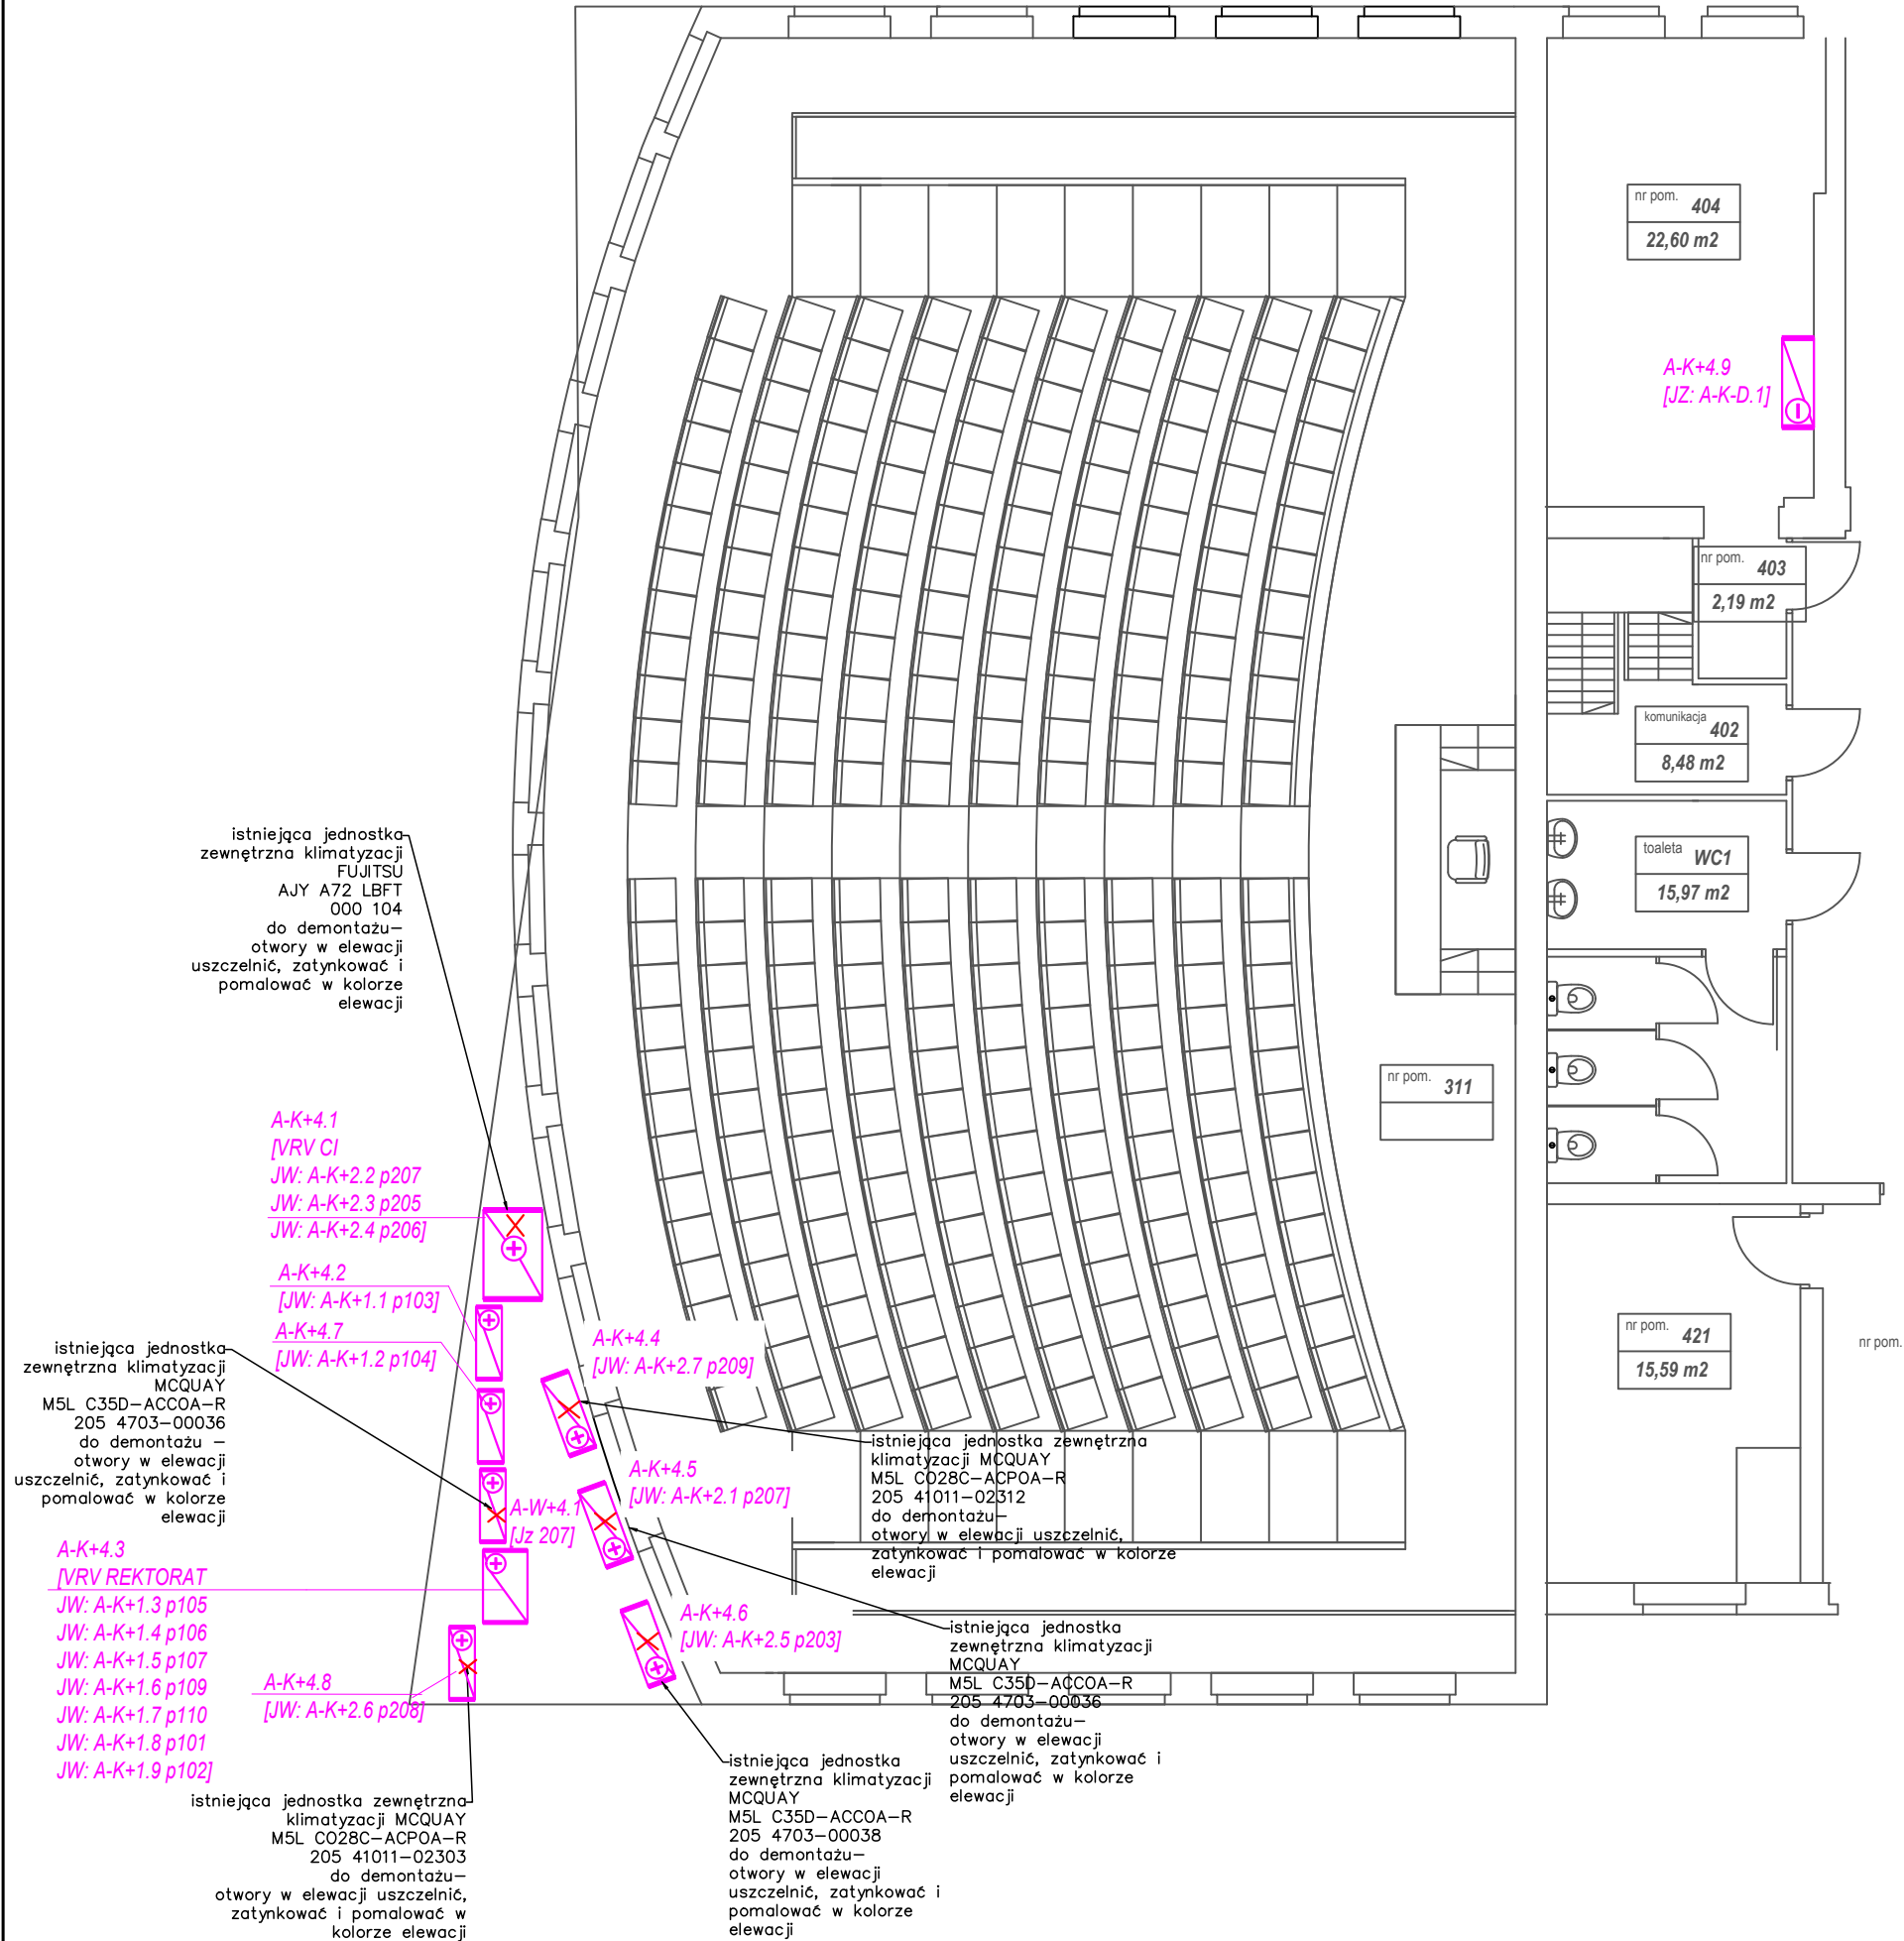 nr pom. 404
22,60 m2
A-K+4.9
[JZ: A-K-D.1]
nr pom. 403
2,19 m2
komunikacja 402
8,48 m2
toaleta WC1
15,97 m2
nr pom. 311
nr pom. 421
15,59 m2
nr pom.
istniejąca jednostka
zewnętrzna klimatyzacji
FUJITSU
AJY A72 LBFT
000 104
do demontażu–
otwory w elewacji
uszczelnić, zatynkować i
pomalować w kolorze
elewacji
A-K+4.1
[VRV CI
JW: A-K+2.2 p207
JW: A-K+2.3 p205
JW: A-K+2.4 p206]
A-K+4.2
[JW: A-K+1.1 p103]
A-K+4.7
[JW: A-K+1.2 p104]
istniejąca jednostka
zewnętrzna klimatyzacji
MCQUAY
M5L C35D–ACCOA–R
205 4703–00036
do demontażu –
otwory w elewacji
uszczelnić, zatynkować i
pomalować w kolorze
elewacji
A-K+4.4
[JW: A-K+2.7 p209]
istniejąca jednostka zewnętrzna
klimatyzacji MCQUAY
M5L CO28C–ACPOA–R
205 41011–02312
do demontażu–
otwory w elewacji uszczelnić,
zatynkować i pomalować w kolorze
elewacji
A-K+4.5
[JW: A-K+2.1 p207]
A-W+4.1
[Jz 207]
A-K+4.3
[VRV REKTORAT
JW: A-K+1.3 p105
JW: A-K+1.4 p106
JW: A-K+1.5 p107
JW: A-K+1.6 p109
JW: A-K+1.7 p110
JW: A-K+1.8 p101
JW: A-K+1.9 p102]
A-K+4.8
[JW: A-K+2.6 p208]
A-K+4.6
[JW: A-K+2.5 p203]
istniejąca jednostka
zewnętrzna klimatyzacji
MCQUAY
M5L C35D–ACCOA–R
205 4703–00036
do demontażu–
otwory w elewacji
uszczelnić, zatynkować i
pomalować w kolorze
elewacji
istniejąca jednostka
zewnętrzna klimatyzacji
MCQUAY
M5L C35D–ACCOA–R
205 4703–00038
do demontażu–
otwory w elewacji
uszczelnić, zatynkować i
pomalować w kolorze
elewacji
istniejąca jednostka zewnętrzna
klimatyzacji MCQUAY
M5L CO28C–ACPOA–R
205 41011–02303
do demontażu–
otwory w elewacji uszczelnić,
zatynkować i pomalować w
kolorze elewacji